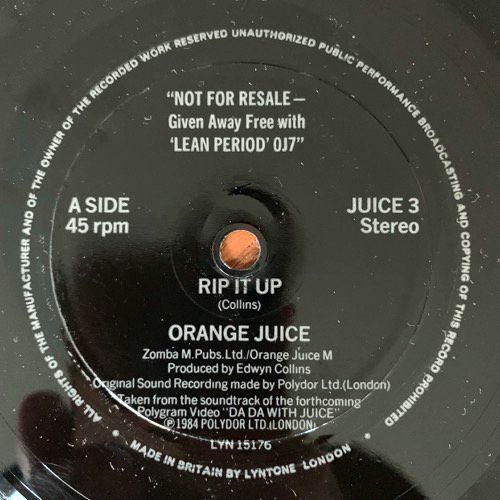 ALL RIGHTS OF THE MANUFACTURER AND OF THE OWNER OF THE RECORDED WORK RESERVED UNAUTHORIZED PUBLIC PERFORMANCE BROADCASTING AND COPYING OF THIS RECORD PROHIBITED
"NOT FOR RESALE—
Given Away Free with
'LEAN PERIOD' OJ7"
A SIDE
45 rpm
JUICE 3
Stereo
RIP IT UP
(Collins)
ORANGE JUICE
Zomba M.Pubs.Ltd./Orange Juice M
Produced by Edwyn Collins
Original Sound Recording made by Polydor Ltd.(London)
Taken from the soundtrack of the forthcoming
Polygram Video "DA DA WITH JUICE"
Ⓟ1984 POLYDOR LTD.(LONDON)
LYN 15176
MADE IN BRITAIN BY LYNTONE LONDON